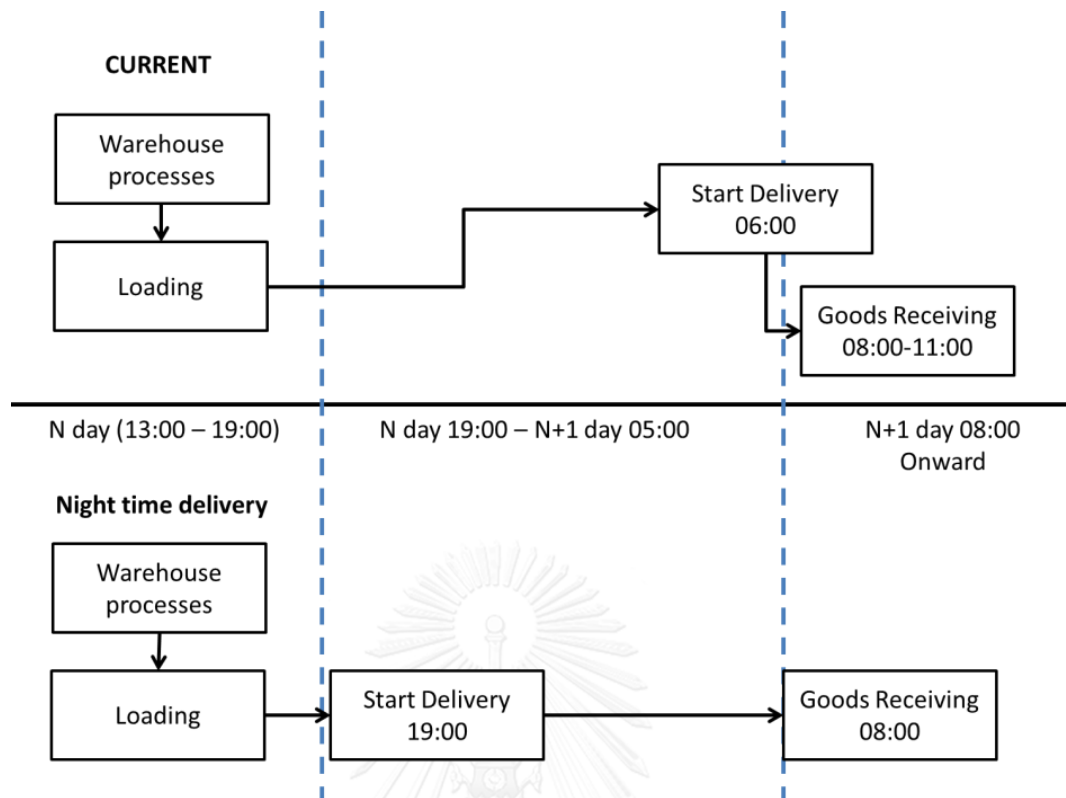 CURRENT
Warehouse
processes
Loading
Start Delivery
06:00
Goods Receiving
08:00-11:00
N day (13:00 – 19:00)
N day 19:00 – N+1 day 05:00
N+1 day 08:00
Onward
Night time delivery
Warehouse
processes
Loading
Start Delivery
19:00
Goods Receiving
08:00